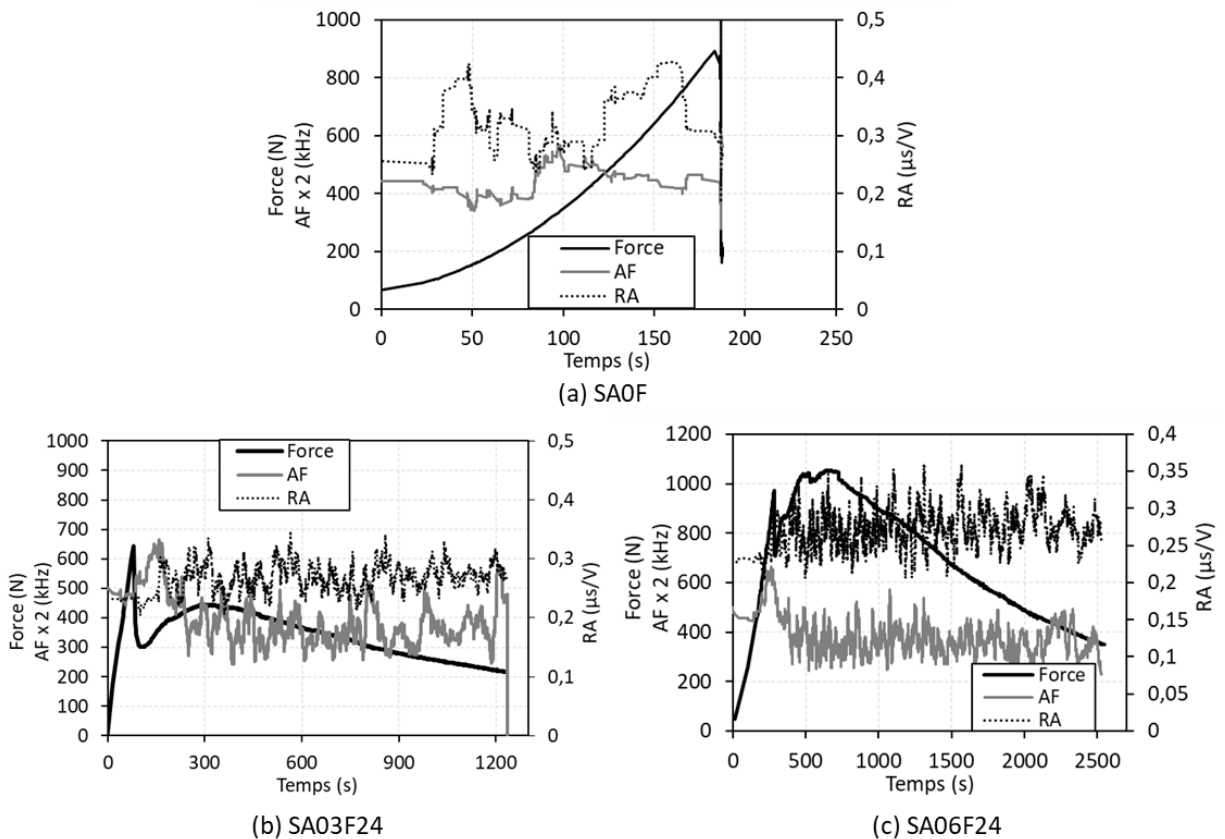 1000
800
600
400
200
0
Force (N)
AF x 2 (kHz)
0,5
0,4
0,3
0,2
0,1
0
RA (µs/V)
Force
AF
RA
0 50 100 150 200 250
Temps (s)
(a) SA0F
1000
900
800
700
600
500
400
300
200
100
0
Force (N)
AF x 2 (kHz)
0,5
0,4
0,3
0,2
0,1
0
RA (µs/V)
Force
AF
RA
0 300 600 900 1200
Temps (s)
(b) SA03F24
1200
1000
800
600
400
200
0
Force (N)
AF x 2 (kHz)
0,4
0,35
0,3
0,25
0,2
0,15
0,1
0,05
0
RA (µs/V)
Force
AF
RA
0 500 1000 1500 2000 2500
Temps (s)
(c) SA06F24